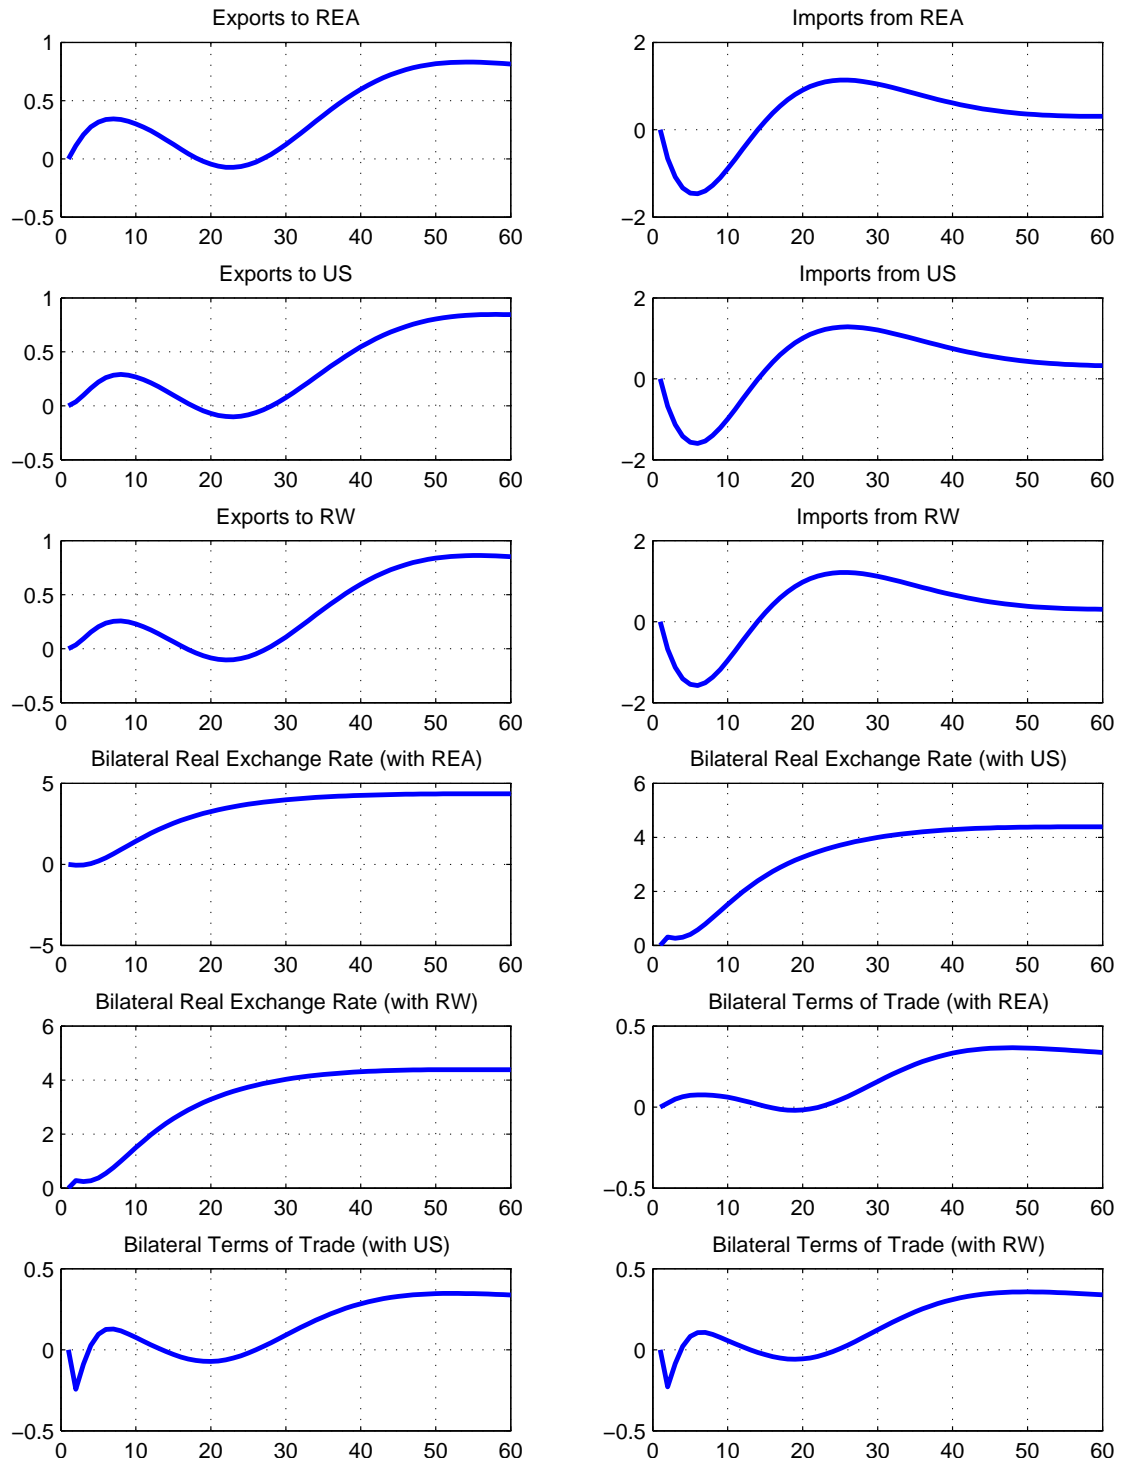 Exports to REA
1
0.5
0
−0.5
0 10 20 30 40 50 60
Imports from REA
2
0
−2
0 10 20 30 40 50 60
Exports to US
1
0.5
0
−0.5
0 10 20 30 40 50 60
Imports from US
2
0
−2
0 10 20 30 40 50 60
Exports to RW
1
0.5
0
−0.5
0 10 20 30 40 50 60
Imports from RW
2
0
−2
0 10 20 30 40 50 60
Bilateral Real Exchange Rate (with REA)
5
0
−5
0 10 20 30 40 50 60
Bilateral Real Exchange Rate (with US)
6
4
2
0
0 10 20 30 40 50 60
Bilateral Real Exchange Rate (with RW)
6
4
2
0
0 10 20 30 40 50 60
Bilateral Terms of Trade (with REA)
0.5
0
−0.5
0 10 20 30 40 50 60
Bilateral Terms of Trade (with US)
0.5
0
−0.5
0 10 20 30 40 50 60
Bilateral Terms of Trade (with RW)
0.5
0
−0.5
0 10 20 30 40 50 60